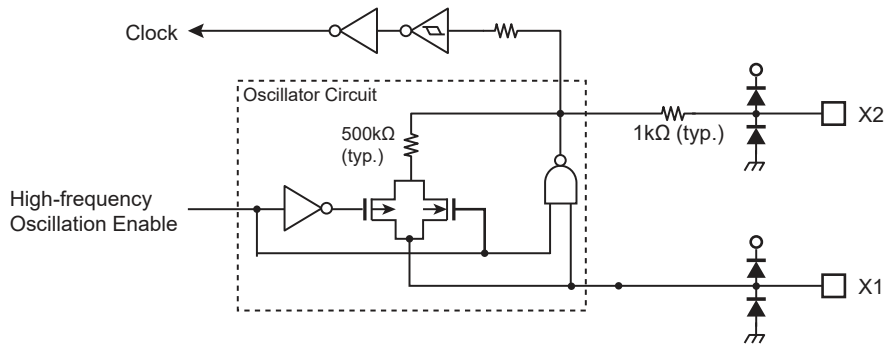 Clock
Oscillator Circuit
500kΩ
(typ.)
1kΩ (typ.)
X2
High-frequency
Oscillation Enable
X1